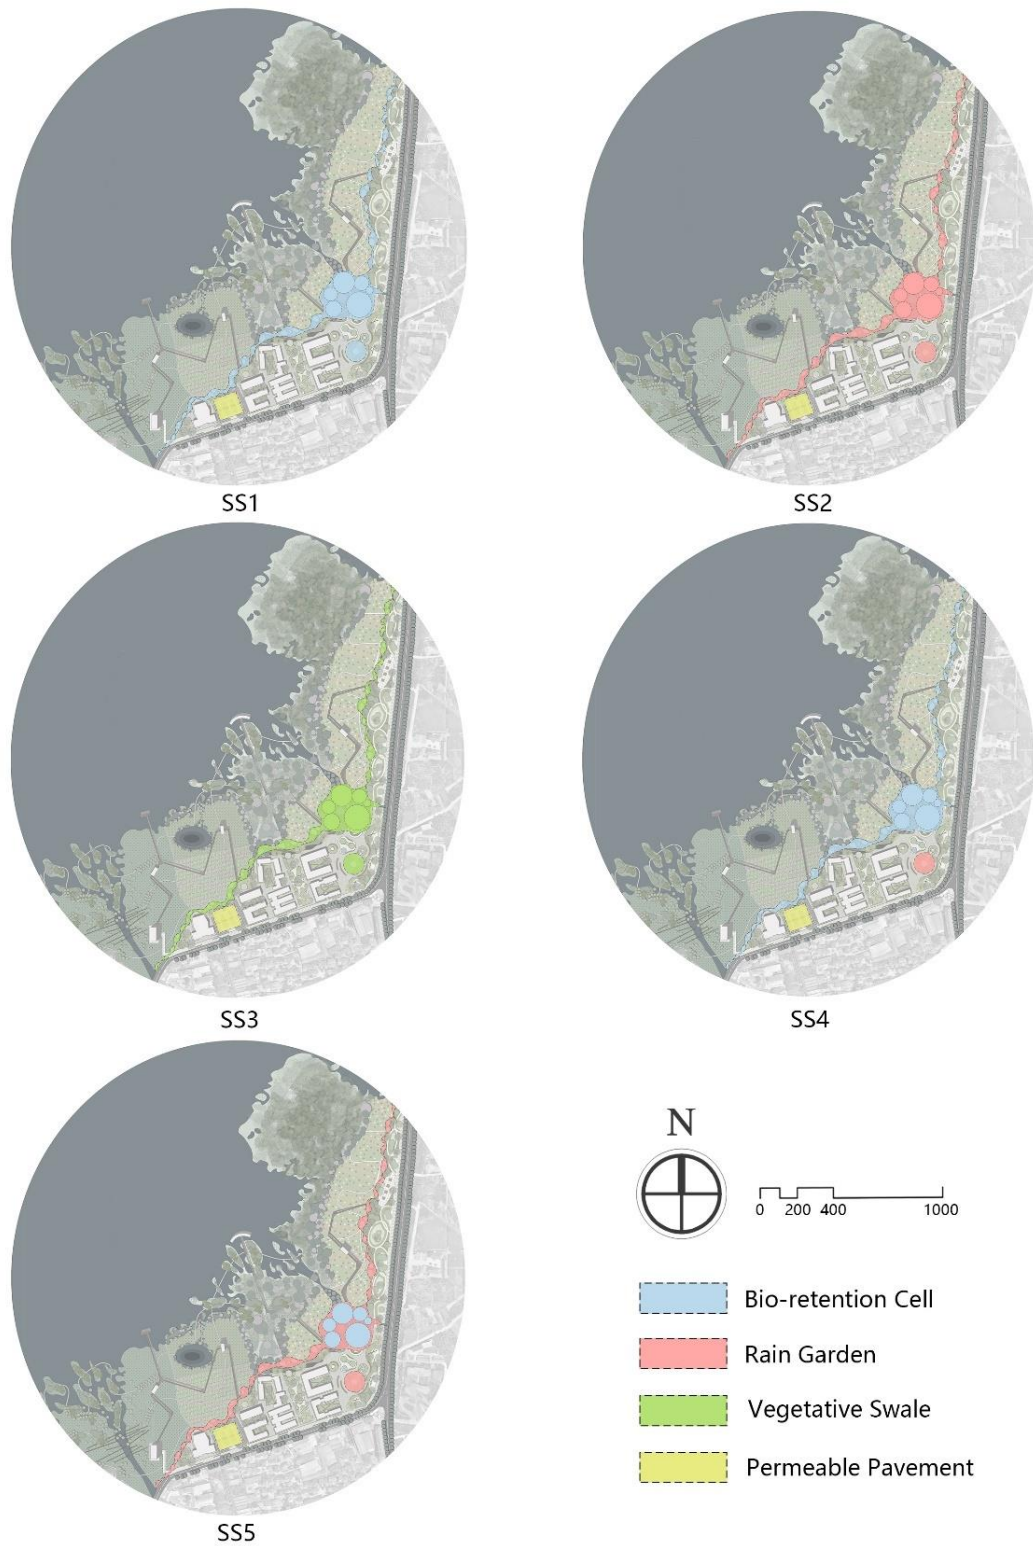 SS1
SS2
SS3
SS4
SS5
N
0 200 400 1000
Bio-retention Cell
Rain Garden
Vegetative Swale
Permeable Pavement